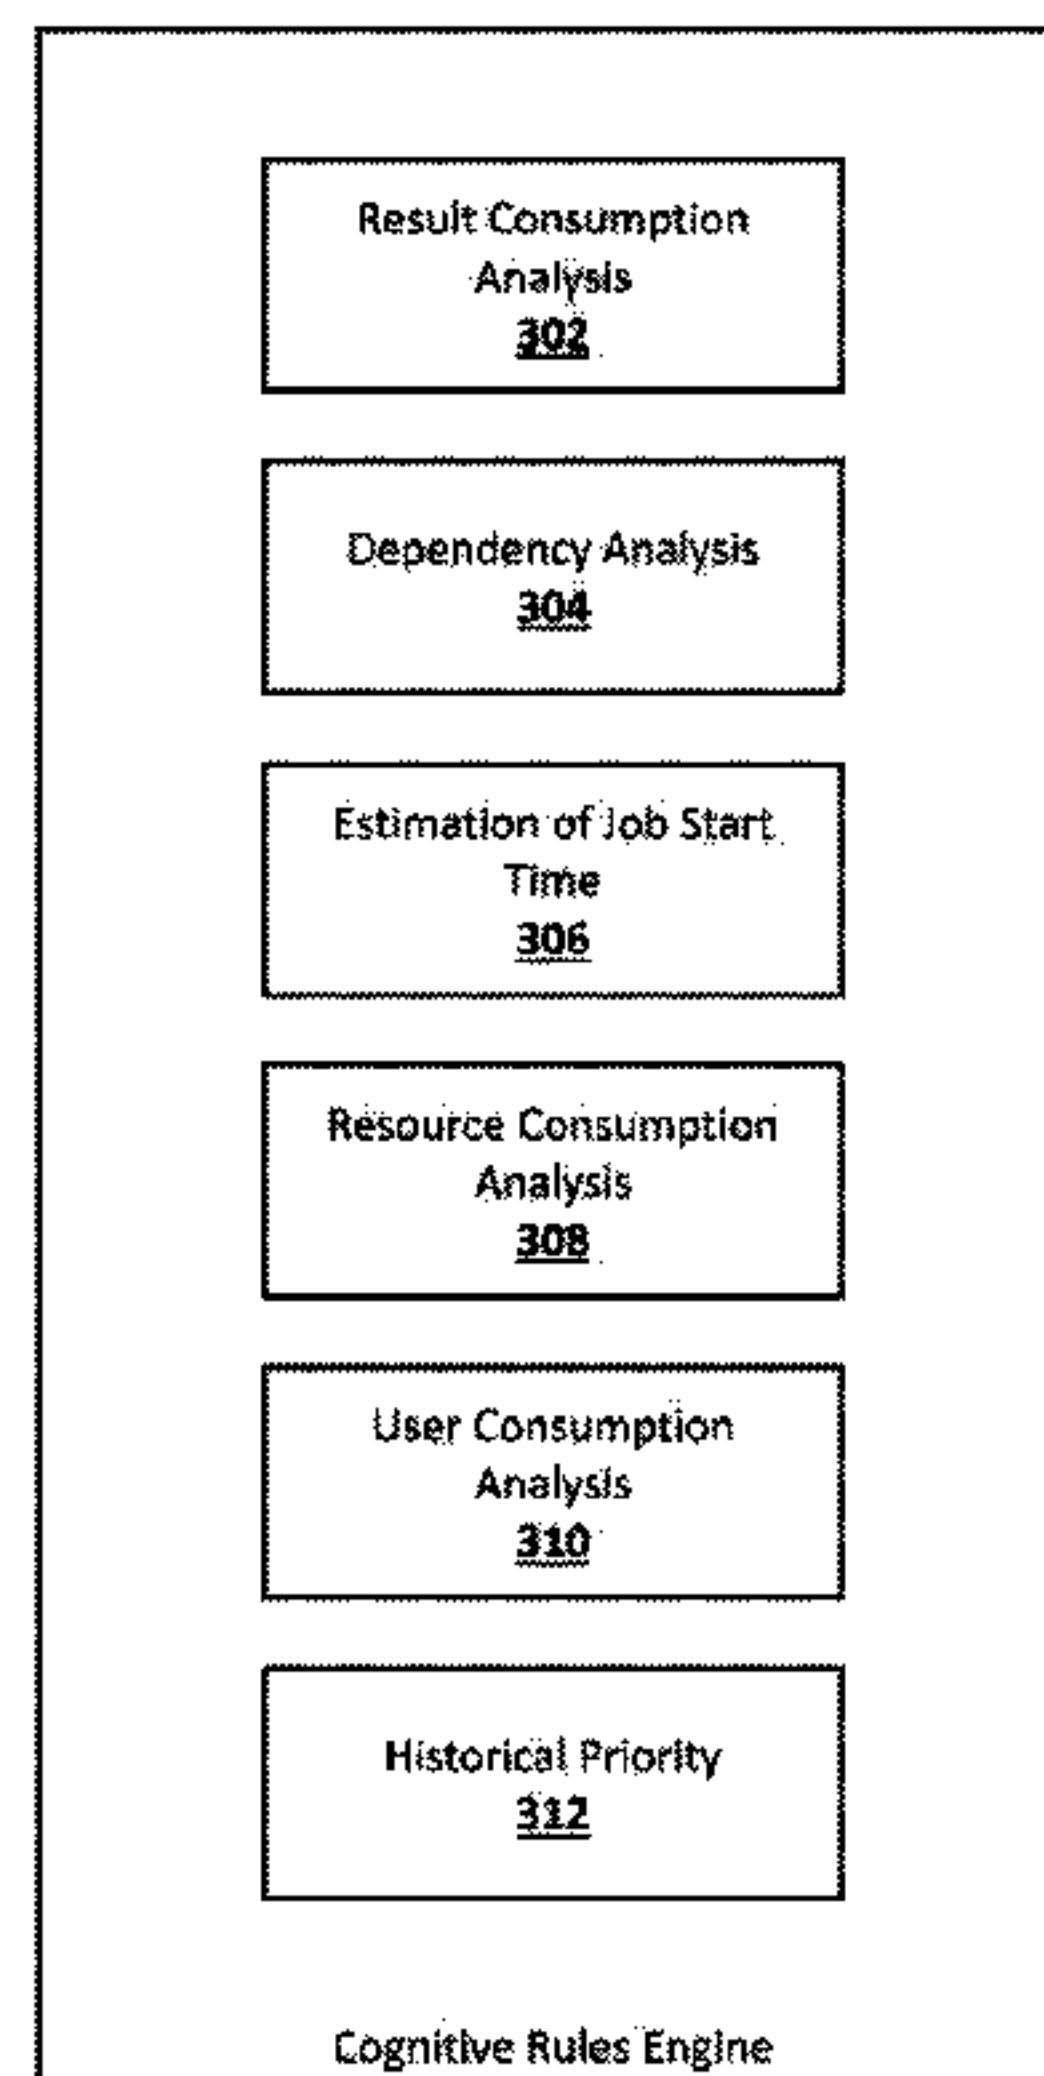 Result Consumption
Analysis
302
Dependency Analysis
304
Estimation of Job Start
Time
306
Resource Consumption
Analysis
308
User Consumption
Analysis
310
Historical Priority
312
Cognitive Rules Engine